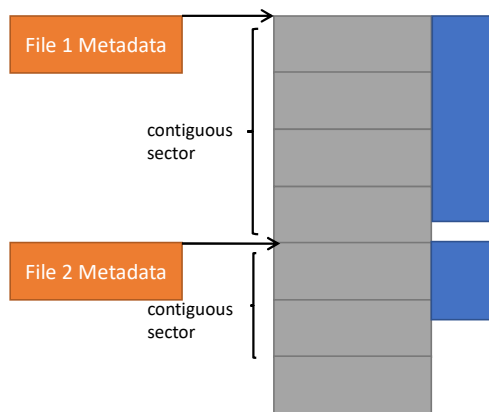 File 1 Metadata
contiguous
sector
File 2 Metadata
contiguous
sector